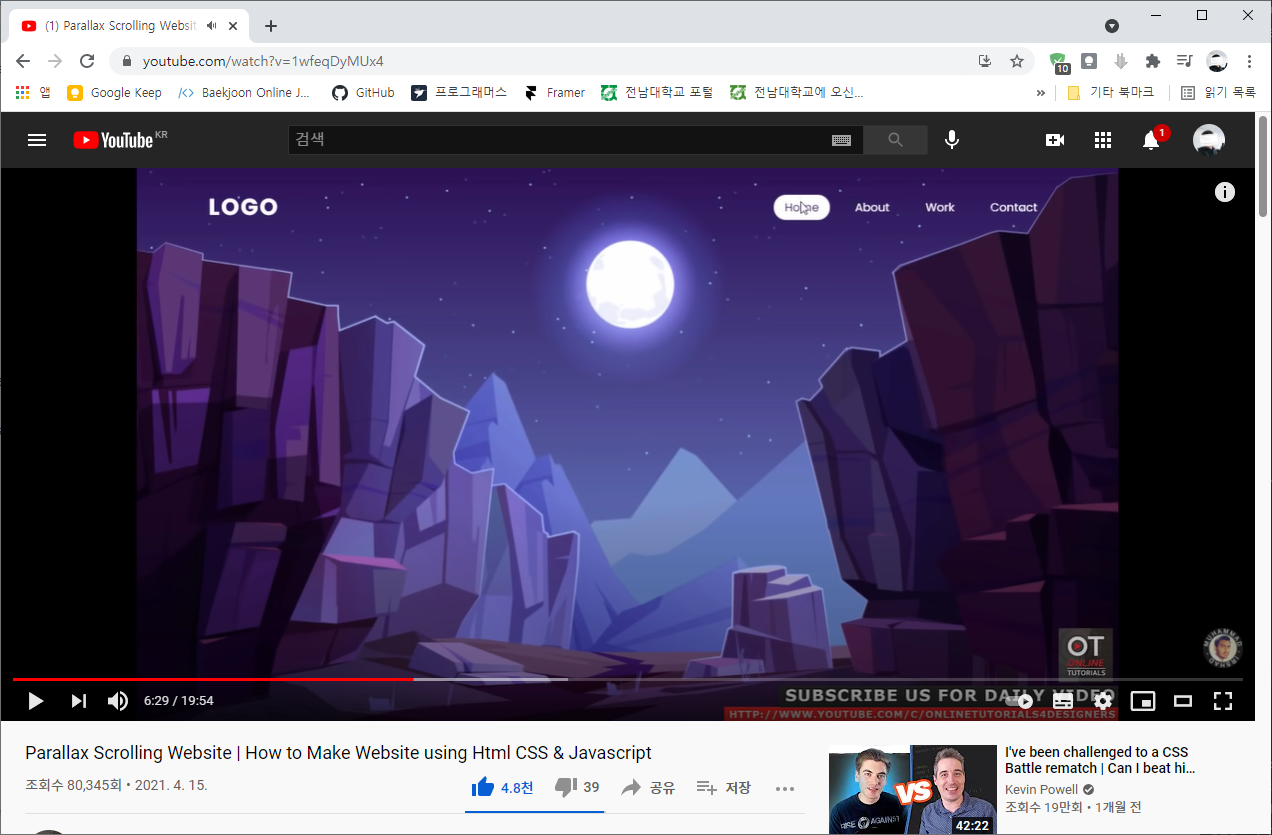 (1) Parallax Scrolling Websit
youtube.com/watch?v=1wfeqDyMUx4
10
앱
Google Keep
Baekjoon Online J...
GitHub
프로그래머스
Framer
전남대학교 포털
전남대학교에 오신...
»
기타 북마크
읽기 목록
YouTube KR
검색
1
LOGO
Home
About
Work
Contact
OT
ONLINE
TUTORIALS
MUHAMMAD
IRSHAD
6:29 / 19:54
SUBSCRIBE US FOR DAILY VIDEO
HTTP://WWW.YOUTUBE.COM/C/ONLINETUTORIALS4DESIGNERS
Parallax Scrolling Website | How to Make Website using Html CSS & Javascript
조회수 80,345회 • 2021. 4. 15.
4.8천
39
공유
저장
VS
RISE AGAINST
42:22
I've been challenged to a CSS
Battle rematch | Can I beat hi...
Kevin Powell
조회수 19만회 • 1개월 전